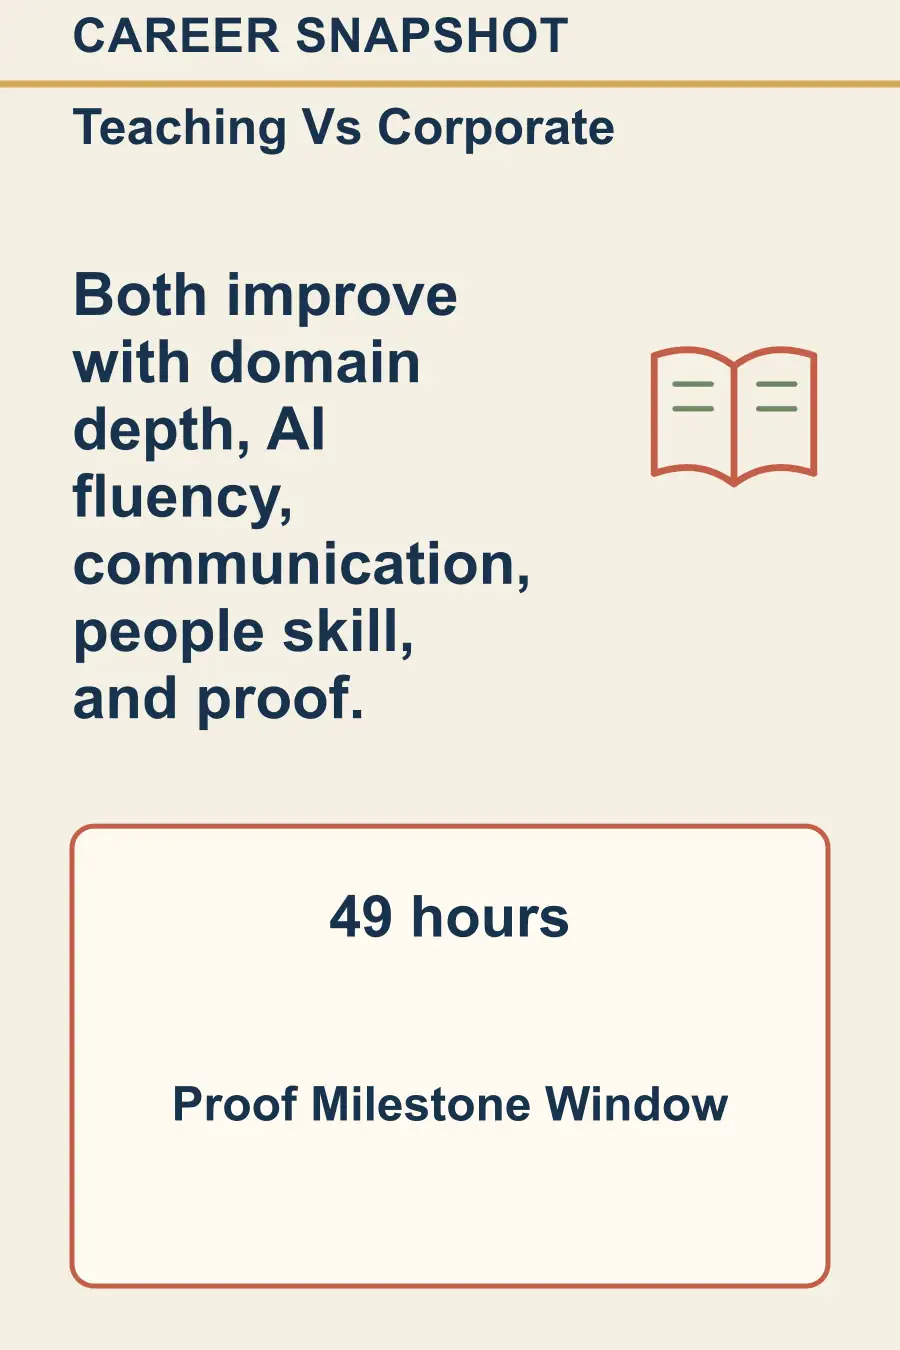 CAREER SNAPSHOT
Teaching Vs Corporate
Both improve
with domain
depth, AI
fluency,
communication,
people skill,
and proof.
49 hours
Proof Milestone Window